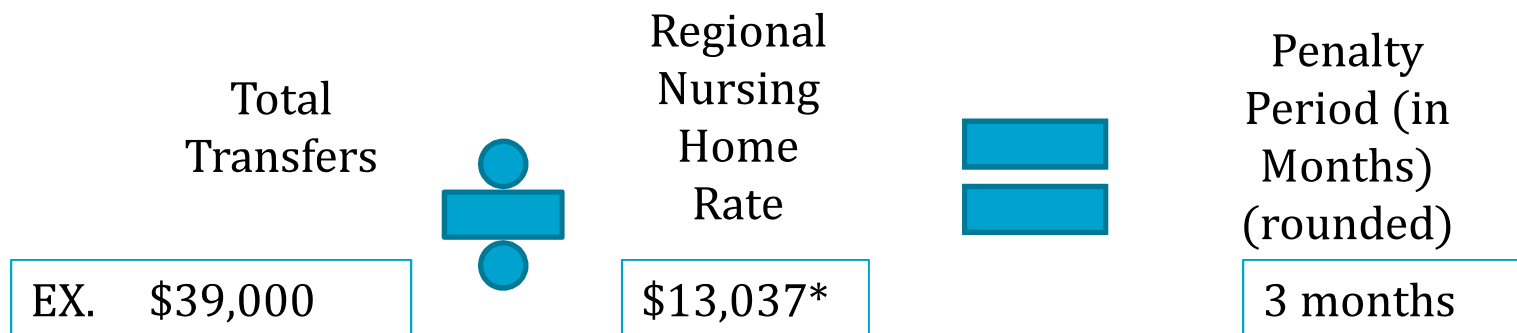 Total
Transfers
Regional
Nursing
Home
Rate
Penalty
Period (in
Months)
(rounded)
EX. $39,000
$13,037*
3 months